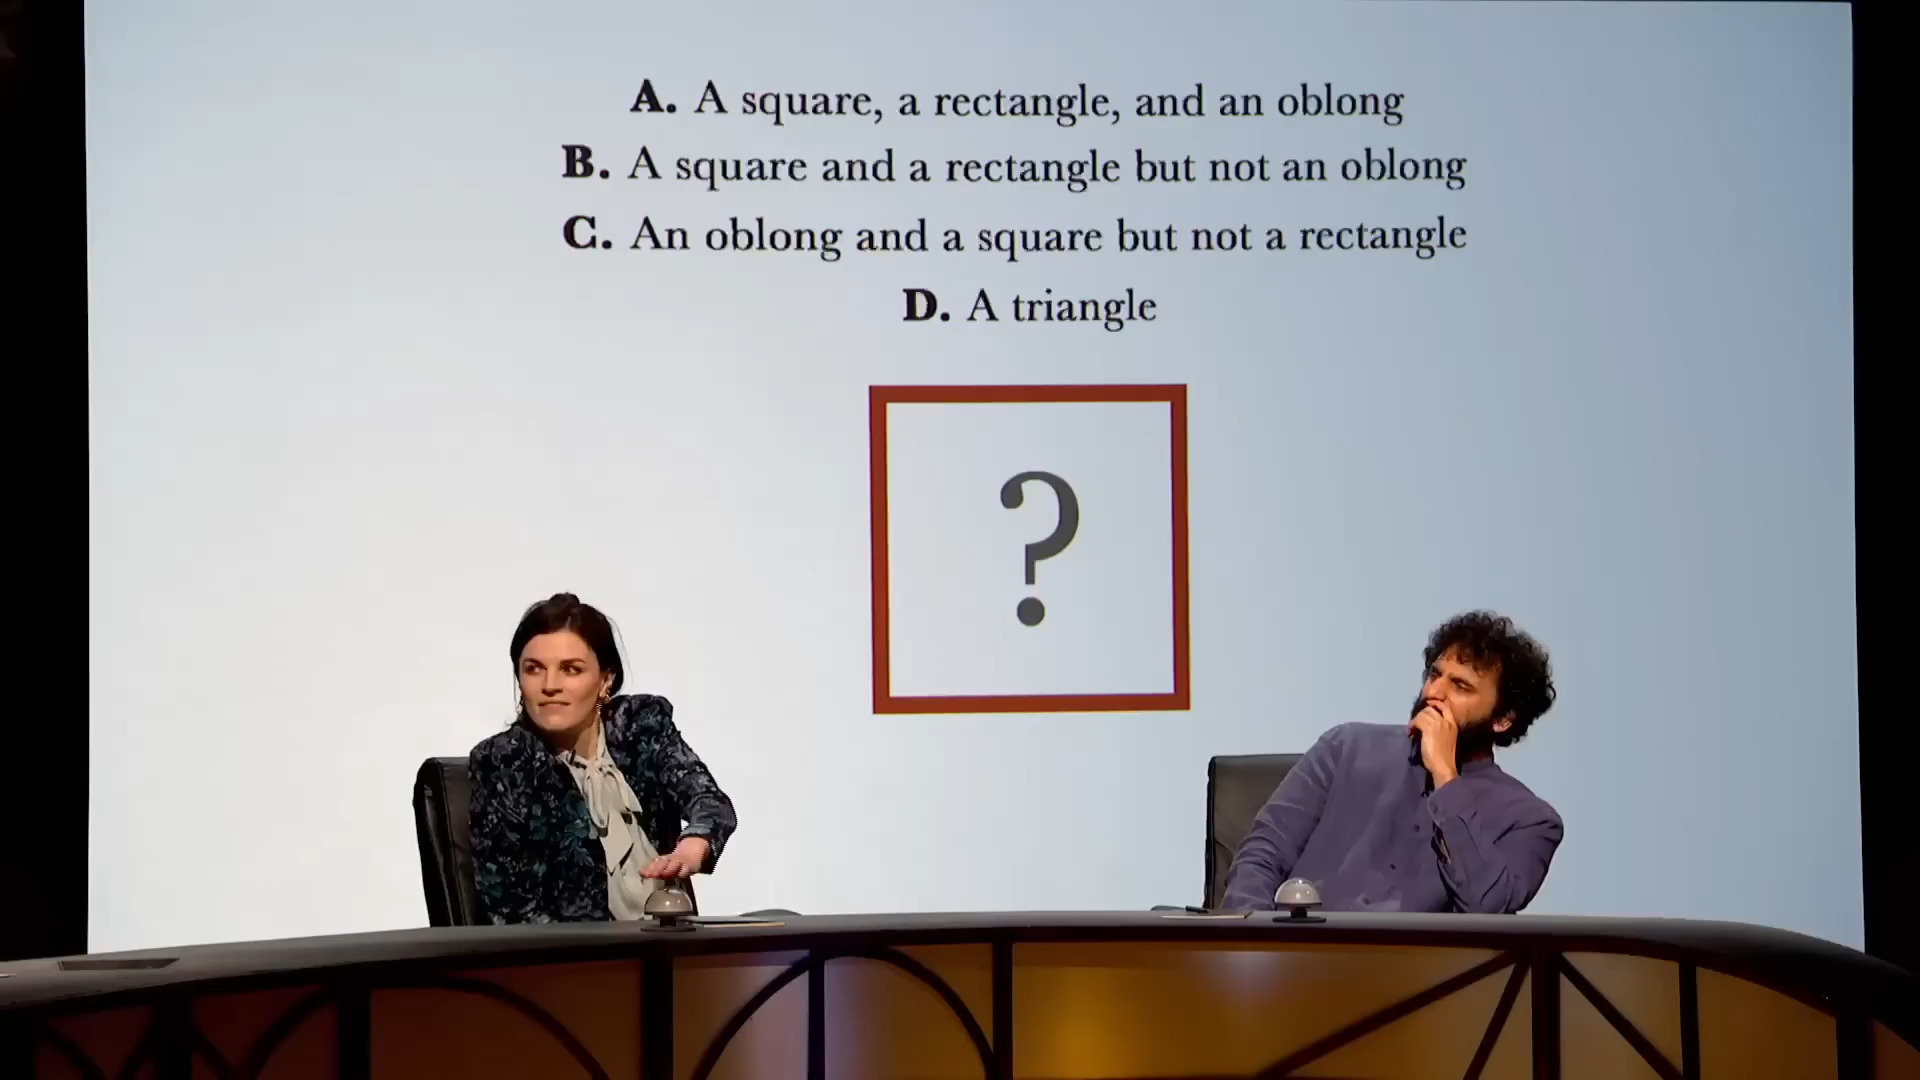 A. A square, a rectangle, and an oblong
B. A square and a rectangle but not an oblong
C. An oblong and a square but not a rectangle
D. A triangle
?